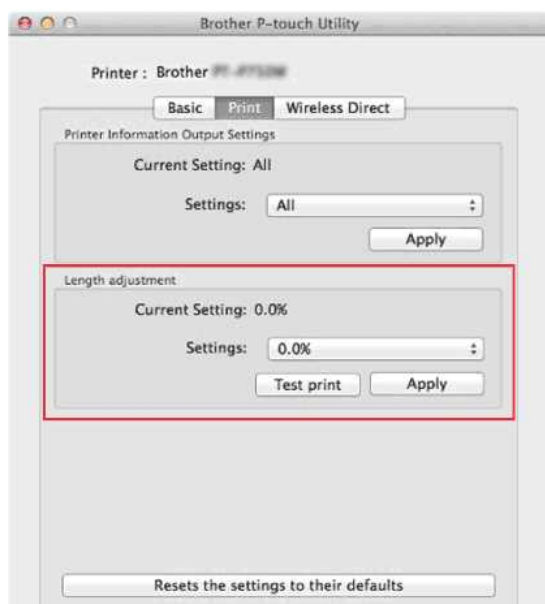 Brother P-touch Utility
Printer : Brother
Basic Print Wireless Direct
Printer Information Output Settings
Current Setting: All
Settings: All
Apply
Length adjustment
Current Setting: 0.0%
Settings: 0.0%
Test print Apply
Resets the settings to their defaults